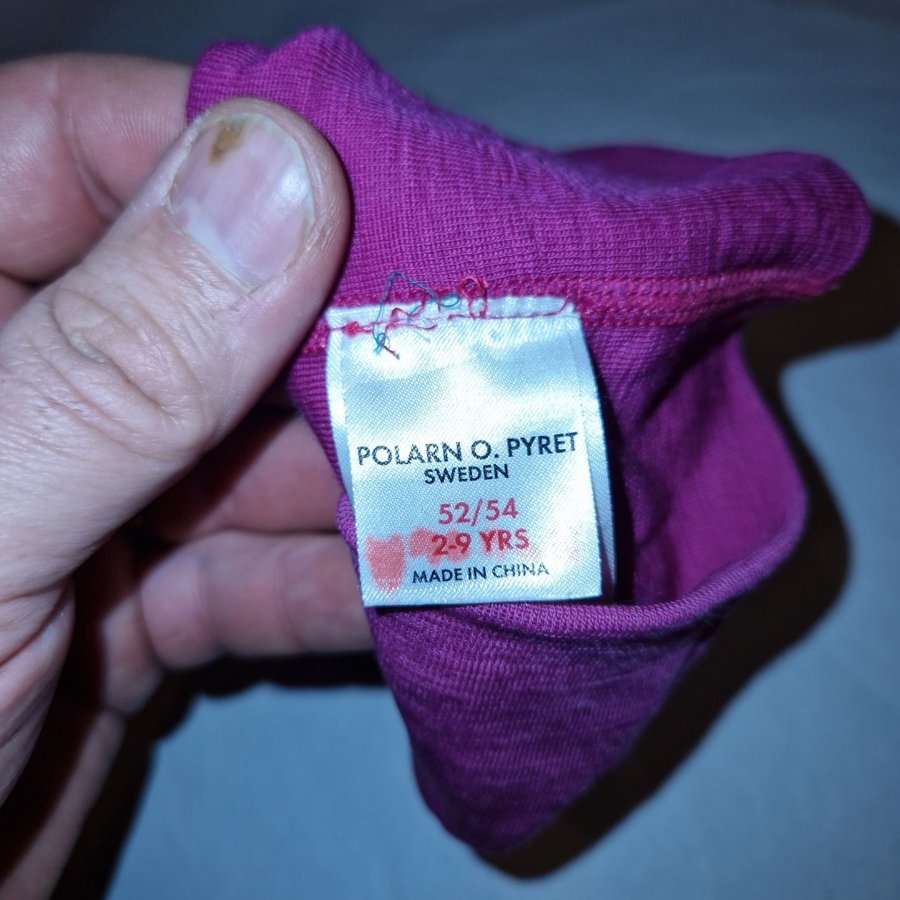 POLARN O. PYRET
SWEDEN
52/54
2-9 YRS
MADE IN CHINA